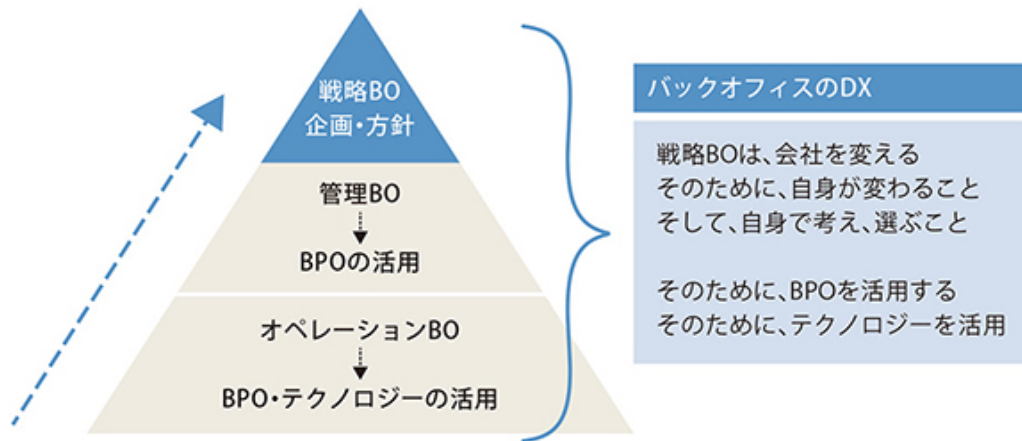 戦略BO
企画・方針
管理BO
BPOの活用
オペレーションBO
BPO・テクノロジーの活用
バックオフィスのDX
戦略BOは、会社を変える
そのために、自身が変わること
そして、自身で考え、選ぶこと
そのために、BPOを活用する
そのために、テクノロジーを活用